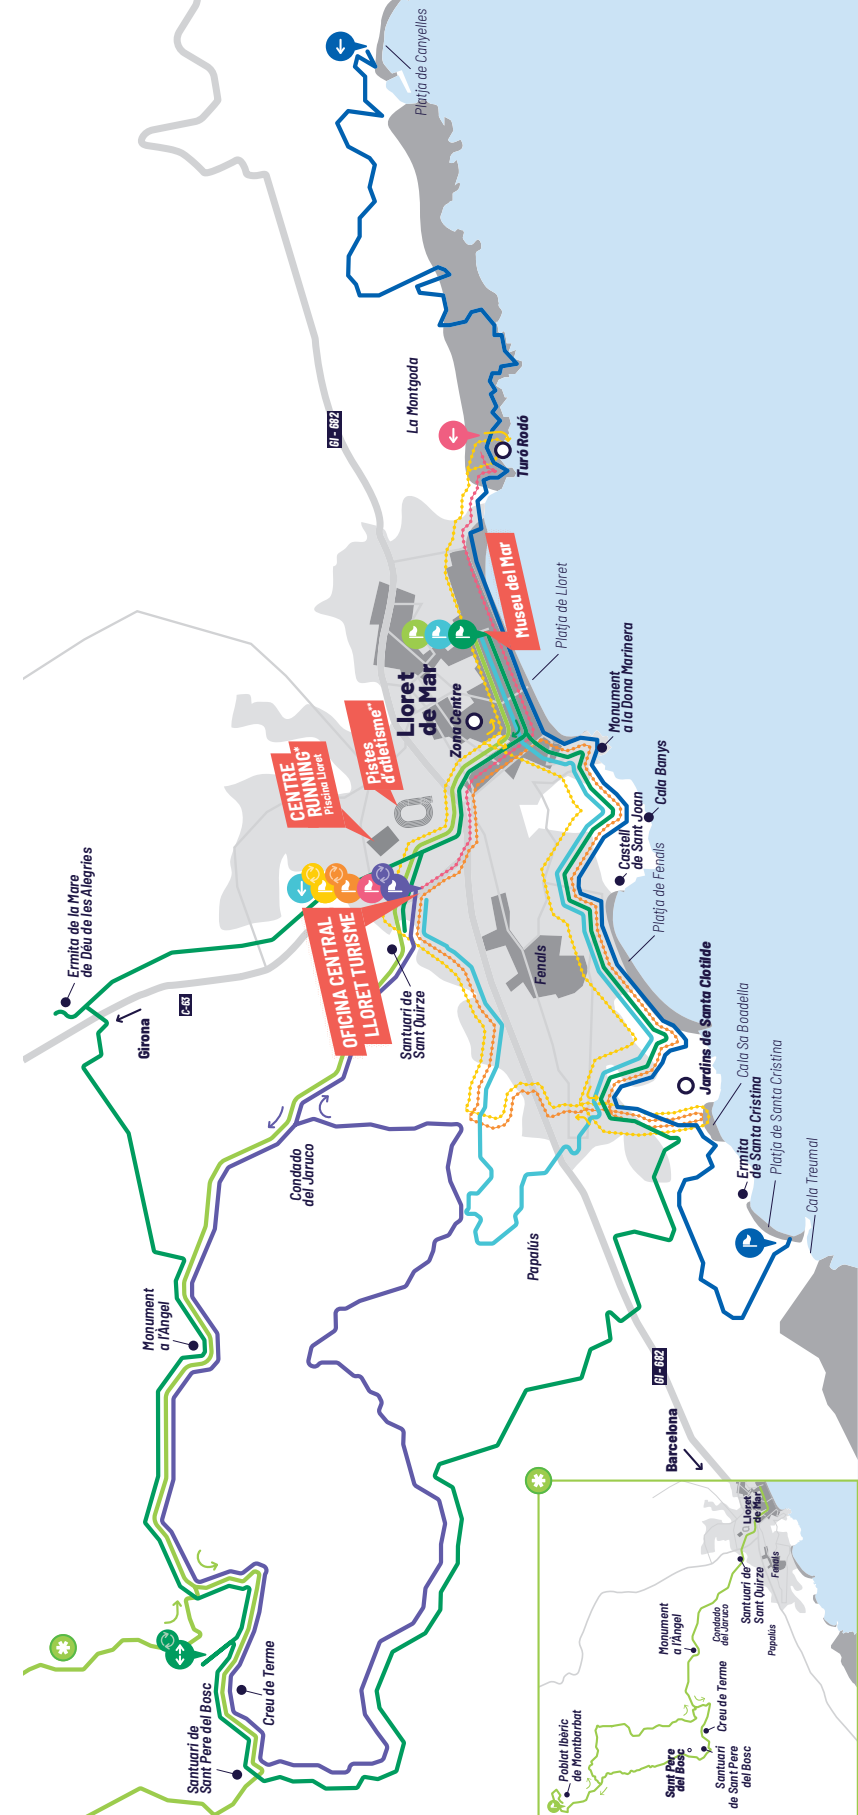 Platja de Canyelles
La Montgoda
GI - 682
Turó Rodó
Museu del Mar
Platja de Lloret
Lloret
de Mar
Zona Centre
Monument
a la Dona Marinera
Pistes
d'atletisme**
CENTRE
RUNNING*
Piscina Lloret
Cala Banys
Castell
de Sant Joan
Platja de Fenals
Ermita de la Mare
de Déu de les Alegries
OFICINA CENTRAL
LLORET TURISME
Fenals
Santuari de
Sant Quirze
C-63
Girona
Jardins de Santa Clotilde
Cala Sa Boadella
Ermita
de Santa Cristina
Platja de Santa Cristina
Cala Treumal
Condado
del Jaruco
Papalús
Monument
a l'Àngel
GI - 682
Barcelona
Creu de Terme
Santuari de
Sant Pere del Bosc
Lloret
de Mar
Fenals
Santuari de
Sant Quirze
Condado
del Jaruco
Papalús
Monument
a l'Àngel
Creu de Terme
Sant Pere
del Bosc
Santuari
de Sant Pere
del Bosc
Poblat Ibèric
de Montbarbat